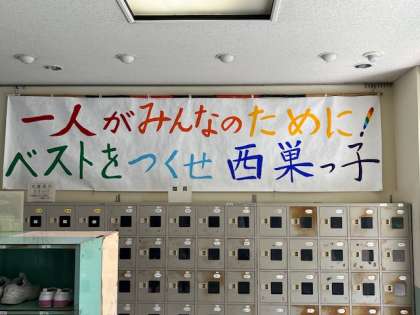 一人がみんなのために!
ベストをつくせ 西巣っ子